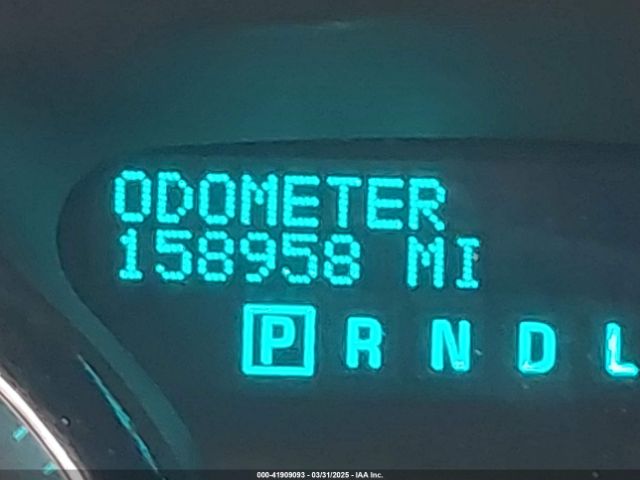 ODOMETER
158958 MI
P R N D L
000-41909093 - 03/31/2025 - IAA Inc.